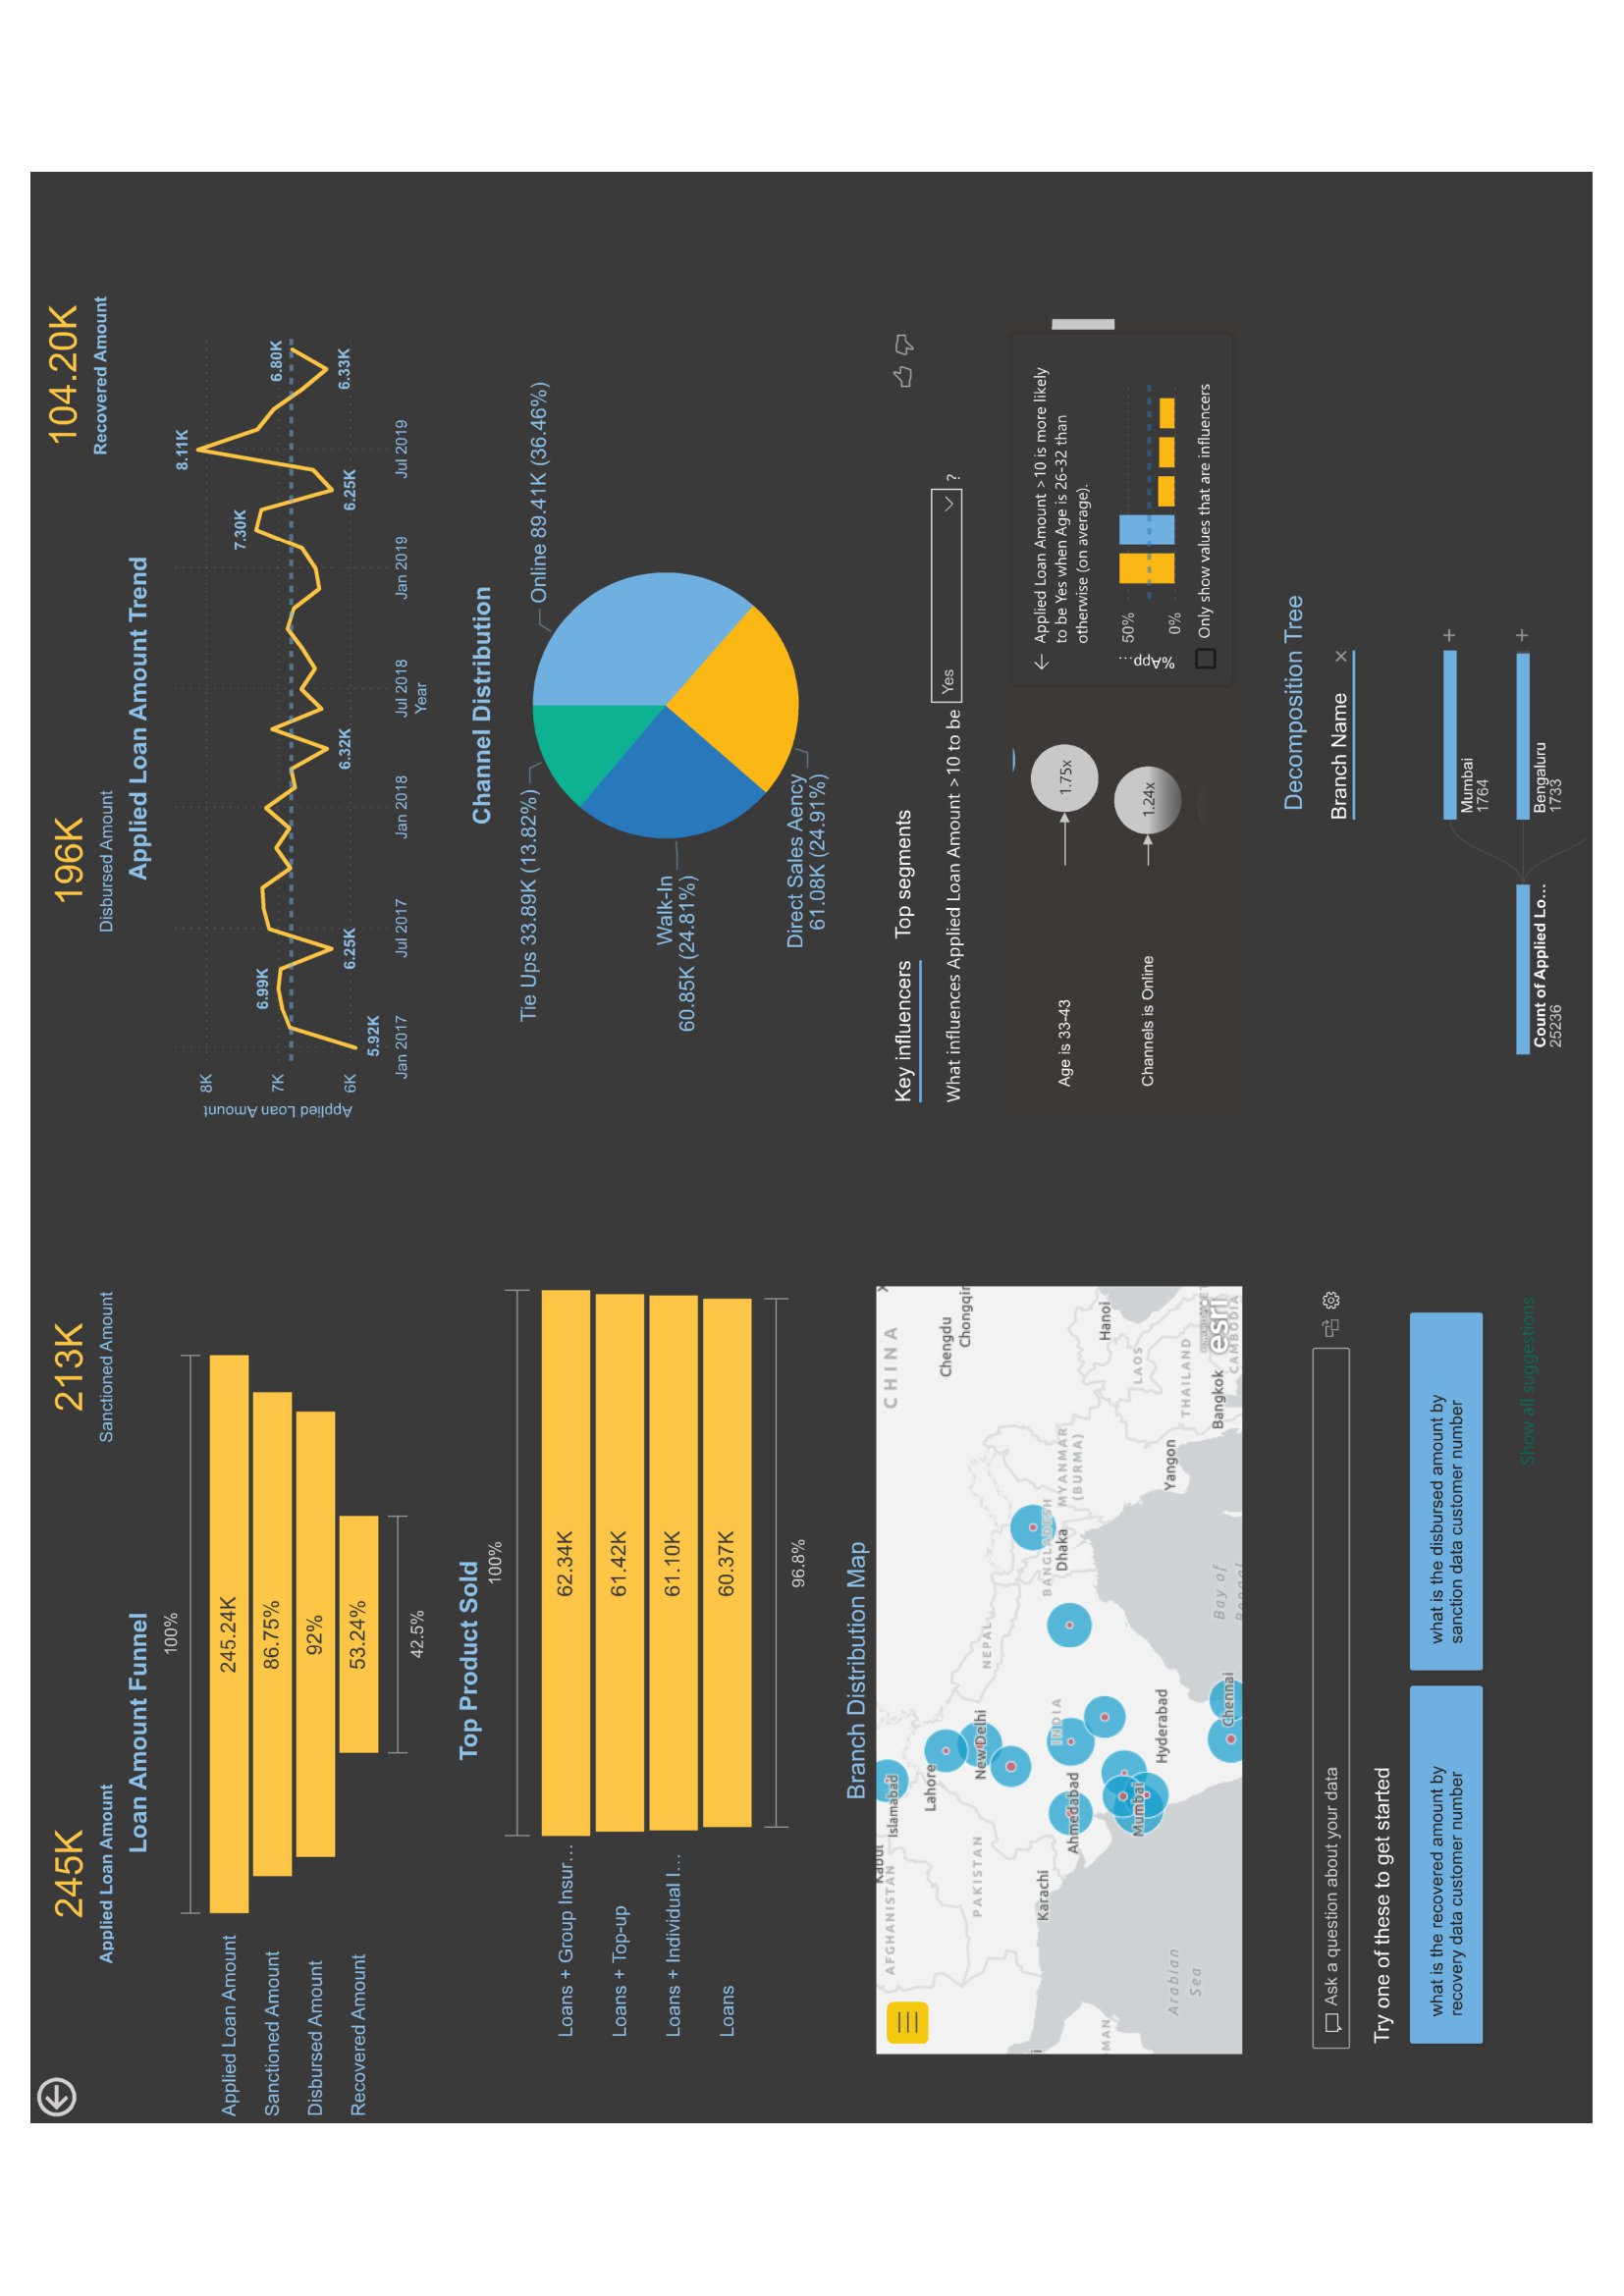 245K
Applied Loan Amount
213K
Sanctioned Amount
196K
Disbursed Amount
104.20K
Recovered Amount
Loan Amount Funnel
100%
Applied Loan Amount
245.24K
Sanctioned Amount
86.75%
Disbursed Amount
92%
Recovered Amount
53.24%
42.5%
Applied Loan Amount Trend
Applied Loan Amount
8K
7K
6K
5.92K
6.99K
6.25K
6.32K
7.30K
6.25K
8.11K
6.33K
6.80K
Jan 2017
Jul 2017
Jan 2018
Jul 2018
Jan 2019
Jul 2019
Year
Top Product Sold
100%
Loans + Group Insur...
62.34K
Loans + Top-up
61.42K
Loans + Individual I...
61.10K
Loans
60.37K
96.8%
Channel Distribution
Tie Ups 33.89K (13.82%)
Online 89.41K (36.46%)
Walk-In
60.85K (24.81%)
Direct Sales Aency
61.08K (24.91%)
Branch Distribution Map
Kabul
AFGHANISTAN
Islamabad
CHINA
Lahore
Chengdu
Chongqin
PAKISTAN
New Delhi
NEPAL
Karachi
BANGLADESH
INDIA
Dhaka
MYANMAR
(BURMA)
Ahmedabad
MAN
Hanoi
Mumbai
LAOS
Hyderabad
Arabian
Sea
Yangon
THAILAND
Bay of
Bengal
Bangkok
esri
CAMBODIA
Chennai
Key influencers
Top segments
What influences Applied Loan Amount >10 to be
Yes
?
Age is 33-43
1.75x
Channels is Online
1.24x
Applied Loan Amount >10 is more likely
to be Yes when Age is 26-32 than
otherwise (on average).
%App...
50%
0%
Only show values that are influencers
Ask a question about your data
Try one of these to get started
what is the recovered amount by
recovery data customer number
what is the disbursed amount by
sanction data customer number
Show all suggestions
Decomposition Tree
Branch Name
Mumbai
1764
Count of Applied Lo...
25236
Bengaluru
1733